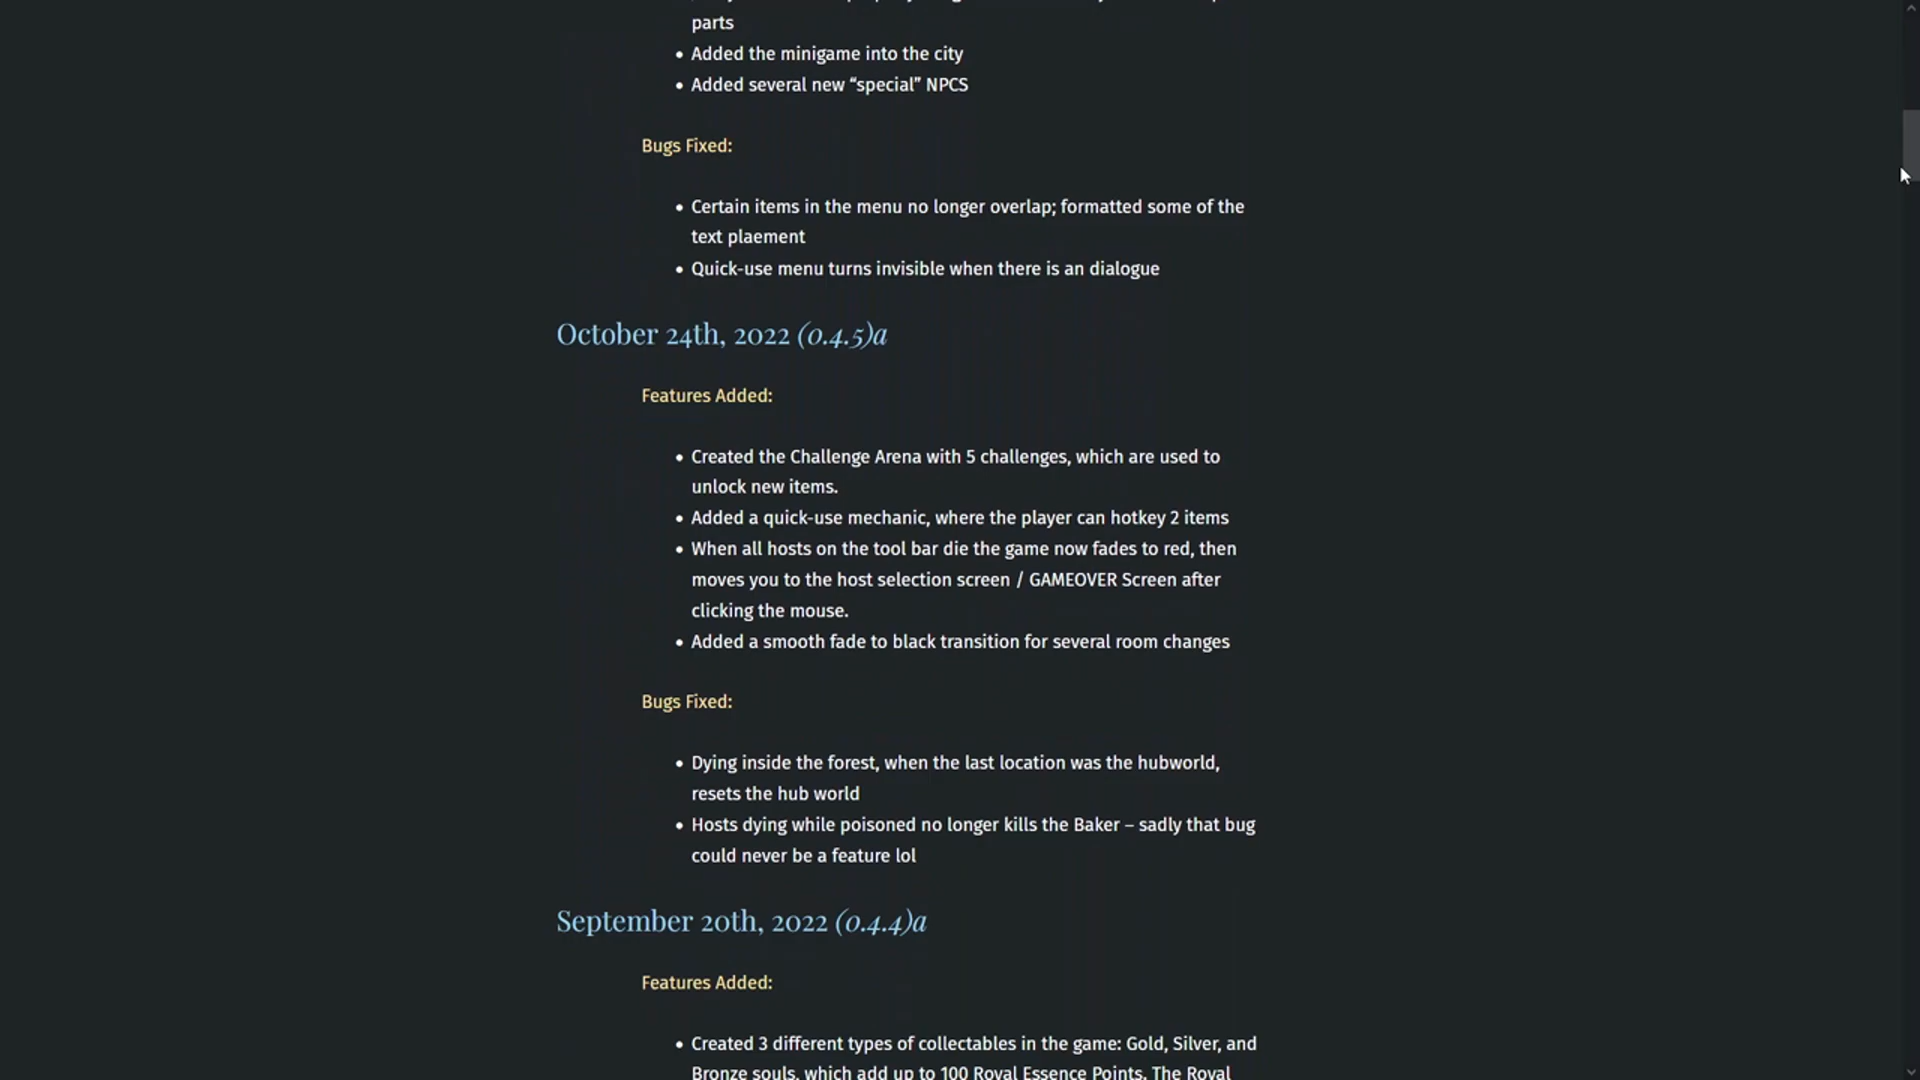 parts
Added the minigame into the city
Added several new “special” NPCS
Bugs Fixed:
Certain items in the menu no longer overlap; formatted some of the
text plaement
Quick-use menu turns invisible when there is an dialogue
October 24th, 2022 (0.4.5)a
Features Added:
Created the Challenge Arena with 5 challenges, which are used to
unlock new items.
Added a quick-use mechanic, where the player can hotkey 2 items
When all hosts on the tool bar die the game now fades to red, then
moves you to the host selection screen / GAMEOVER Screen after
clicking the mouse.
Added a smooth fade to black transition for several room changes
Bugs Fixed:
Dying inside the forest, when the last location was the hubworld,
resets the hub world
Hosts dying while poisoned no longer kills the Baker – sadly that bug
could never be a feature lol
September 20th, 2022 (0.4.4)a
Features Added:
Created 3 different types of collectables in the game: Gold, Silver, and
Bronze souls, which add up to 100 Royal Essence Points. The Royal